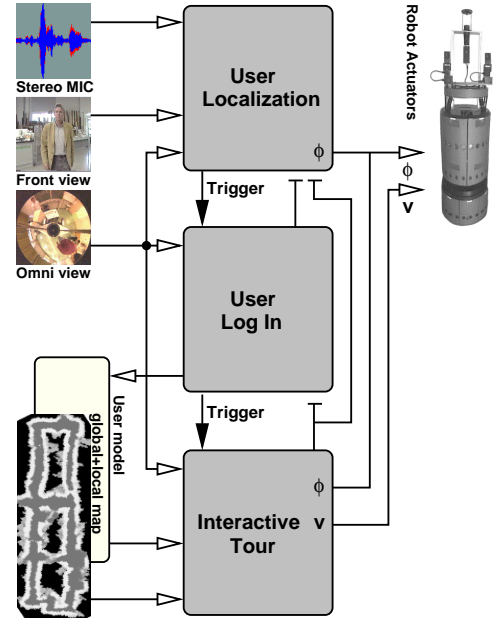 Stereo MIC
Front view
Omni view
User
Localization
ϕ
Trigger
User
Log In
Trigger
User model
global+local map
Interactive
Tour
ϕ
v
Robot Actuators
ϕ
v